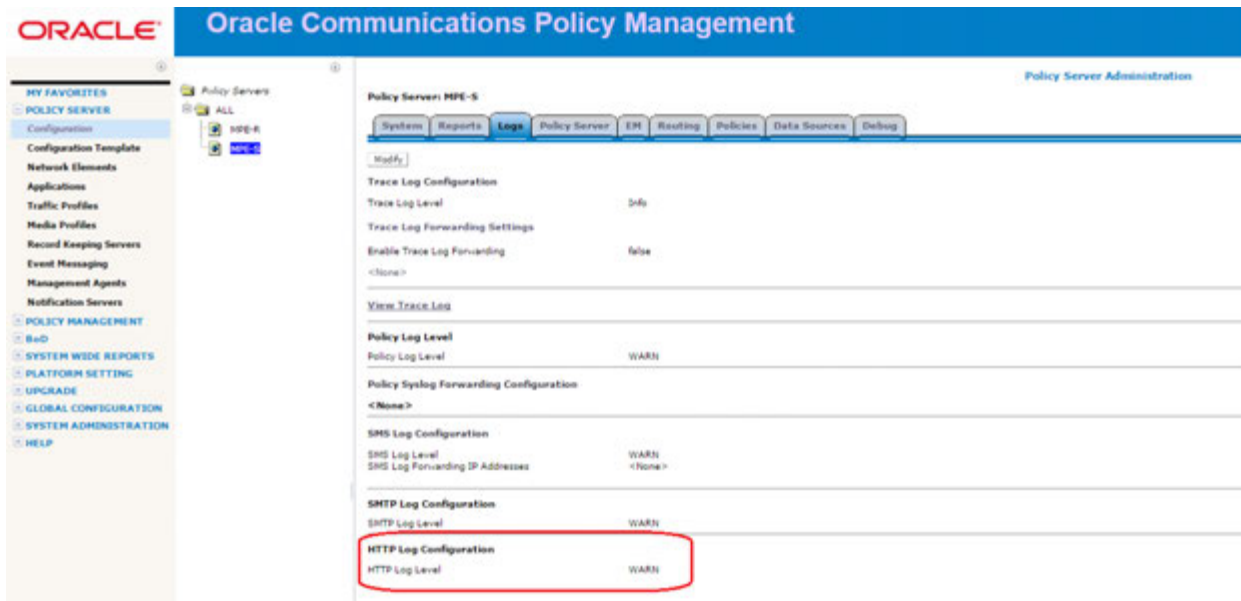 ORACLE
Oracle Communications Policy Management
MY FAVORITES
POLICY SERVER
Configuration
Configuration Template
Network Elements
Applications
Traffic Profiles
Media Profiles
Record Keeping Servers
Event Messaging
Management Agents
Notification Servers
POLICY MANAGEMENT
BoD
SYSTEM WIDE REPORTS
PLATFORM SETTING
UPGRADE
GLOBAL CONFIGURATION
SYSTEM ADMINISTRATION
HELP
Policy Servers
ALL
MPE-R
MPE-S
Policy Server Administration
Policy Server: MPE-S
System Reports Logs Policy Server EM Routing Policies Data Sources Debug
Modify
Trace Log Configuration
Trace Log Level Info
Trace Log Forwarding Settings
Enable Trace Log Forwarding false
<None>
View Trace Log
Policy Log Level
Policy Log Level WARN
Policy Syslog Forwarding Configuration
<None>
SMS Log Configuration
SMS Log Level WARN
SMS Log Forwarding IP Addresses <None>
SMTP Log Configuration
SMTP Log Level WARN
HTTP Log Configuration
HTTP Log Level WARN